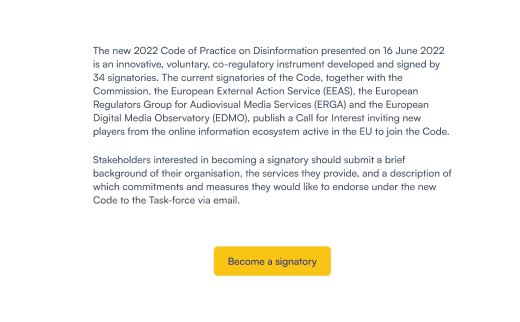 The new 2022 Code of Practice on Disinformation presented on 16 June 2022
is an innovative, voluntary, co-regulatory instrument developed and signed by
34 signatories. The current signatories of the Code, together with the
Commission, the European External Action Service (EEAS), the European
Regulators Group for Audiovisual Media Services (ERGA) and the European
Digital Media Observatory (EDMO), publish a Call for Interest inviting new
players from the online information ecosystem active in the EU to join the Code.
Stakeholders interested in becoming a signatory should submit a brief
background of their organisation, the services they provide, and a description of
which commitments and measures they would like to endorse under the new
Code to the Task-force via email.
Become a signatory